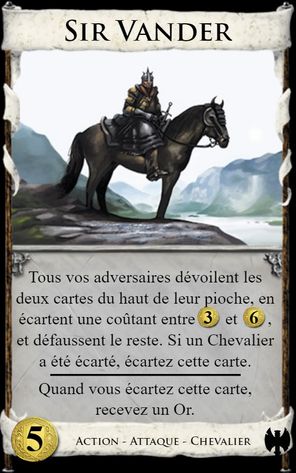 SIR VANDER
Tous vos adversaires dévoilent les
deux cartes du haut de leur pioche, en
écartent une coûtant entre 3 et 6,
et défaussent le reste. Si un Chevalier
a été écarté, écartez cette carte.
Quand vous écartez cette carte,
recevez un Or.
5 ACTION - ATTAQUE - CHEVALIER